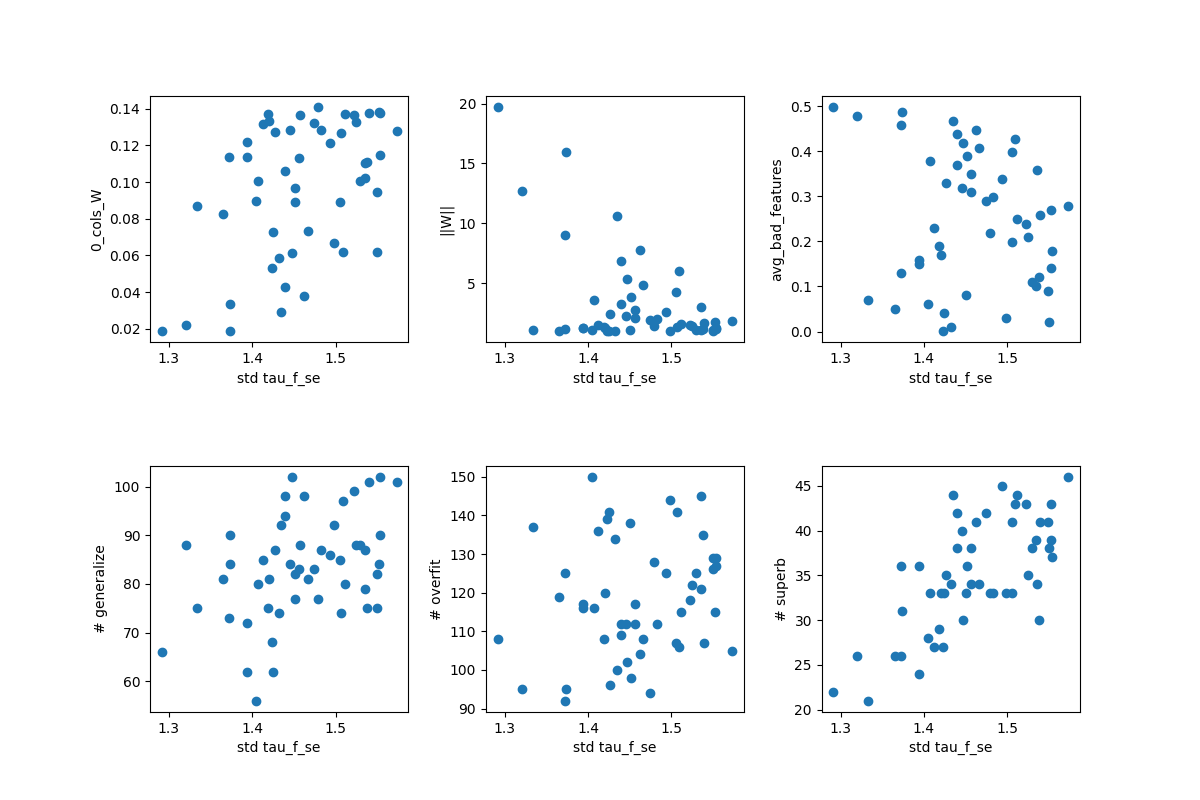 0.14
0.12
0.10
0.08
0.06
0.04
0.02
0_cols_W
1.3 1.4 1.5
std tau_f_se
20
15
10
5
||W||
1.3 1.4 1.5
std tau_f_se
0.5
0.4
0.3
0.2
0.1
0.0
avg_bad_features
1.3 1.4 1.5
std tau_f_se
100
90
80
70
60
# generalize
1.3 1.4 1.5
std tau_f_se
150
140
130
120
110
100
90
# overfit
1.3 1.4 1.5
std tau_f_se
45
40
35
30
25
20
# superb
1.3 1.4 1.5
std tau_f_se